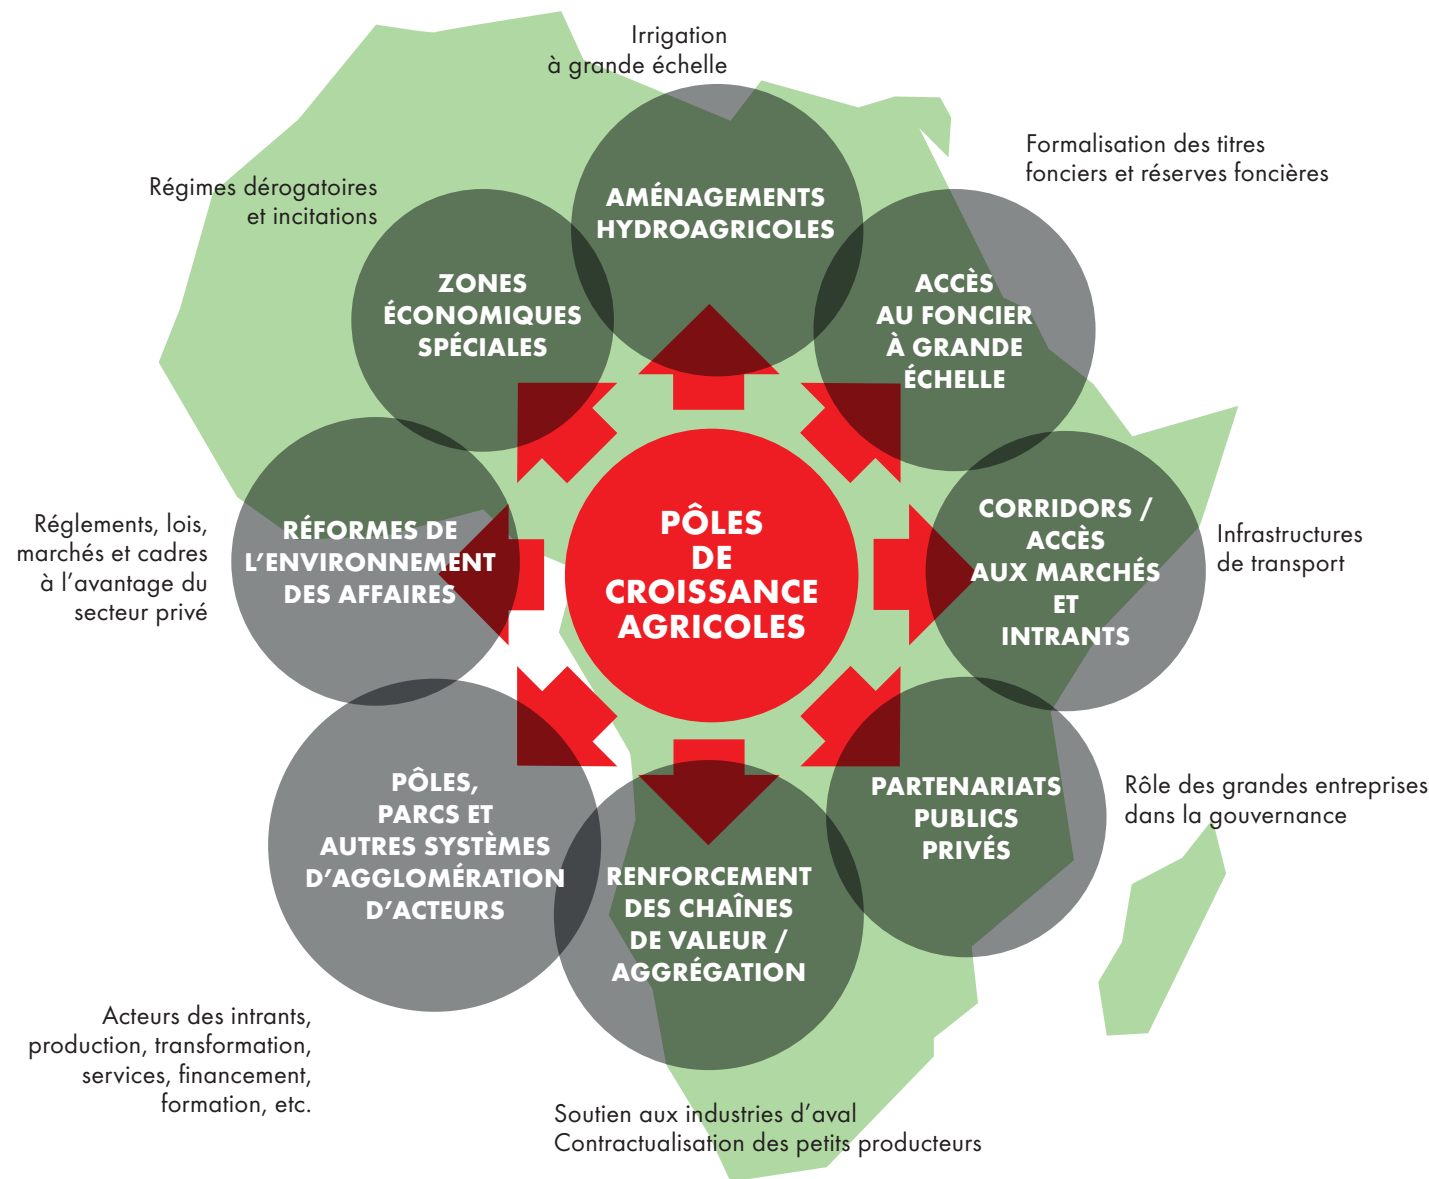 Irrigation
à grande échelle
AMÉNAGEMENTS
HYDROAGRICOLES
Formalisation des titres
fonciers et réserves foncières
ACCÈS
AU FONCIER
À GRANDE
ÉCHELLE
Régimes dérogatoires
et incitations
ZONES
ÉCONOMIQUES
SPÉCIALES
PÔLES
DE
CROISSANCE
AGRICOLES
CORRIDORS /
ACCÈS
AUX MARCHÉS
ET
INTRANTS
Infrastructures
de transport
Réglements, lois,
marchés et cadres
à l’avantage du
secteur privé
RÉFORMES DE
L’ENVIRONNEMENT
DES AFFAIRES
PÔLES,
PARCS ET
AUTRES SYSTÈMES
D’AGGLOMÉRATION
D’ACTEURS
Acteurs des intrants,
production, transformation,
services, financement,
formation, etc.
RENFORCEMENT
DES CHAÎNES
DE VALEUR /
AGGRÉGATION
Soutien aux industries d’aval
Contractualisation des petits producteurs
PARTENARIATS
PUBLICS
PRIVÉS
Rôle des grandes entreprises
dans la gouvernance